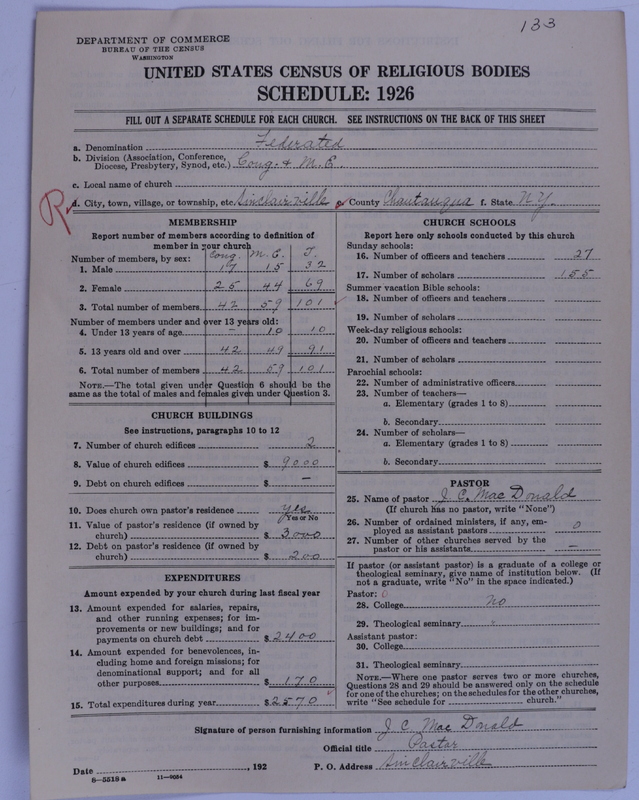 133
DEPARTMENT OF COMMERCE
BUREAU OF THE CENSUS
WASHINGTON
UNITED STATES CENSUS OF RELIGIOUS BODIES
SCHEDULE: 1926
FILL OUT A SEPARATE SCHEDULE FOR EACH CHURCH. SEE INSTRUCTIONS ON THE BACK OF THIS SHEET
a. Denomination Federated
b. Division (Association, Conference, Diocese, Presbytery, Synod, etc.) Cong. & M. E.
c. Local name of church
R d. City, town, village, or township, etc. Sinclairville e. County Chautauqua f. State N.Y.
MEMBERSHIP
Report number of members according to definition of member in your church
Number of members, by sex: Cong. M. E. T.
1. Male 17 15 32
2. Female 25 44 69
3. Total number of members 42 59 101
Number of members under and over 13 years old:
4. Under 13 years of age - 10 10
5. 13 years old and over 42 49 91
6. Total number of members 42 59 101
NOTE.—The total given under Question 6 should be the same as the total of males and females given under Question 3.
CHURCH BUILDINGS
See instructions, paragraphs 10 to 12
7. Number of church edifices 2
8. Value of church edifices $ 9000
9. Debt on church edifices $ -
10. Does church own pastor's residence yes
Yes or No
11. Value of pastor's residence (if owned by church) $ 3000
12. Debt on pastor's residence (if owned by church) $ 200
EXPENDITURES
Amount expended by your church during last fiscal year
13. Amount expended for salaries, repairs, and other running expenses; for improvements or new buildings; and for payments on church debt $ 2400
14. Amount expended for benevolences, including home and foreign missions; for denominational support; and for all other purposes $ 170
15. Total expenditures during year $ 2570
CHURCH SCHOOLS
Report here only schools conducted by this church
Sunday schools:
16. Number of officers and teachers 27
17. Number of scholars 155
Summer vacation Bible schools:
18. Number of officers and teachers
19. Number of scholars
Week-day religious schools:
20. Number of officers and teachers
21. Number of scholars
Parochial schools:
22. Number of administrative officers
23. Number of teachers—
a. Elementary (grades 1 to 8)
b. Secondary
24. Number of scholars—
a. Elementary (grades 1 to 8)
b. Secondary
PASTOR
25. Name of pastor J. C. Mac Donald
(If church has no pastor, write "None")
26. Number of ordained ministers, if any, employed as assistant pastors 0
27. Number of other churches served by the pastor or his assistants -
If pastor (or assistant pastor) is a graduate of a college or theological seminary, give name of institution below. (If not a graduate, write "No" in the space indicated.)
Pastor: 0
28. College no
29. Theological seminary
Assistant pastor:
30. College
31. Theological seminary
NOTE.—Where one pastor serves two or more churches, Questions 28 and 29 should be answered only on the schedule for one of the churches; on the schedules for the other churches, write "See schedule for church."
Signature of person furnishing information J. C. Mac Donald
Official title Pastor
Date , 192 P. O. Address Sinclairville
8—5518 a 11—9024